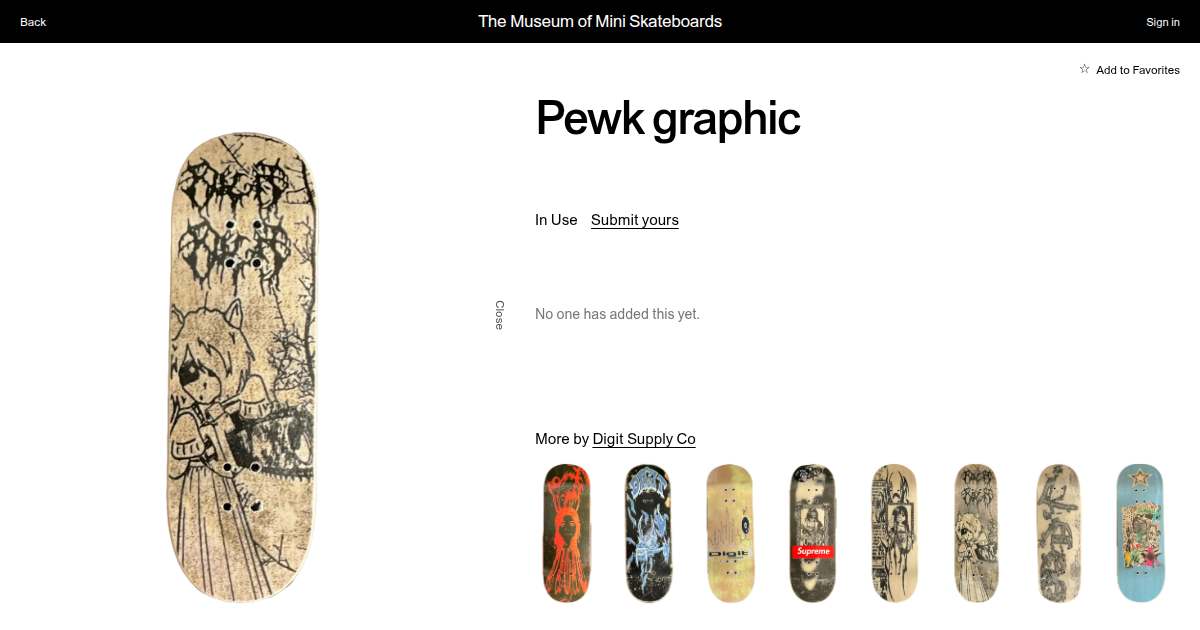 Back
The Museum of Mini Skateboards
Sign in
☆ Add to Favorites
Pewk graphic
In Use Submit yours
Close
No one has added this yet.
More by Digit Supply Co
Digit
Supreme